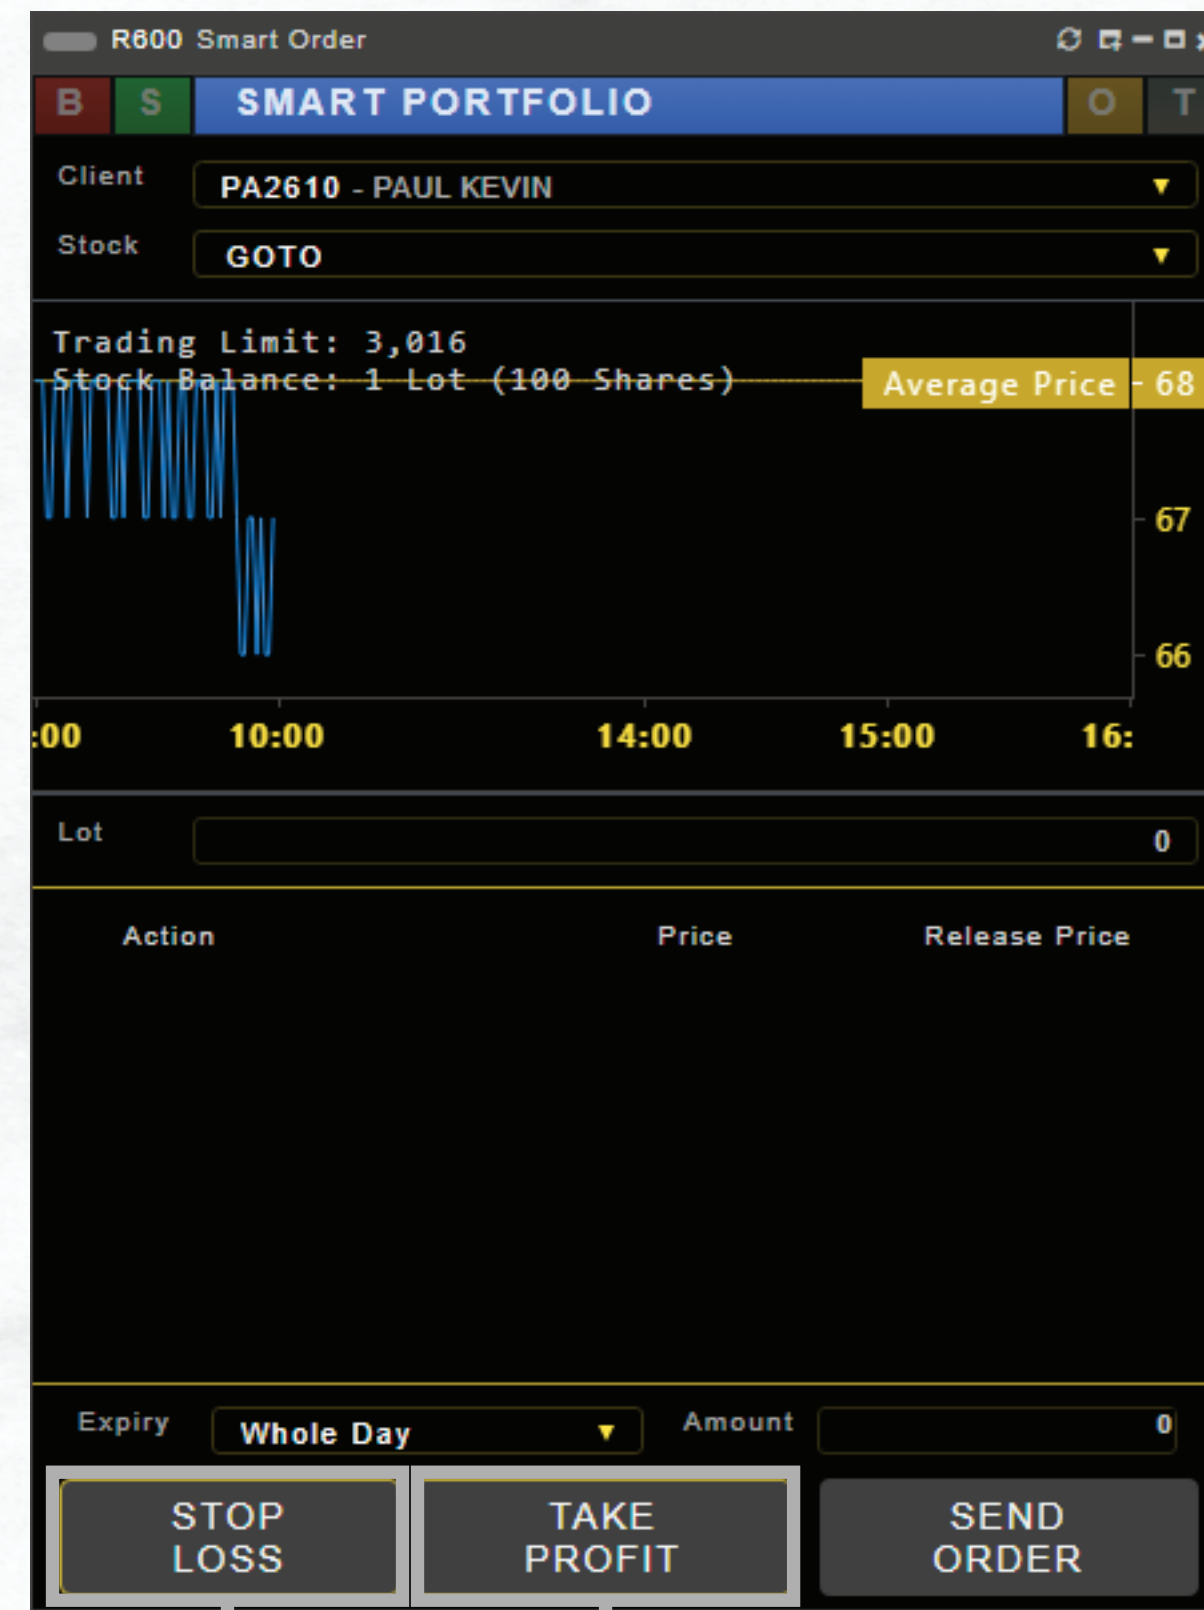 R600 Smart Order
B S SMART PORTFOLIO O T
Client PA2610 - PAUL KEVIN
Stock GOTO
Trading Limit: 3,016
Stock Balance: 1 Lot (100 Shares)
Average Price 68
67
66
:00 10:00 14:00 15:00 16:
Lot 0
Action Price Release Price
Expiry Whole Day Amount 0
STOP LOSS
TAKE PROFIT
SEND ORDER